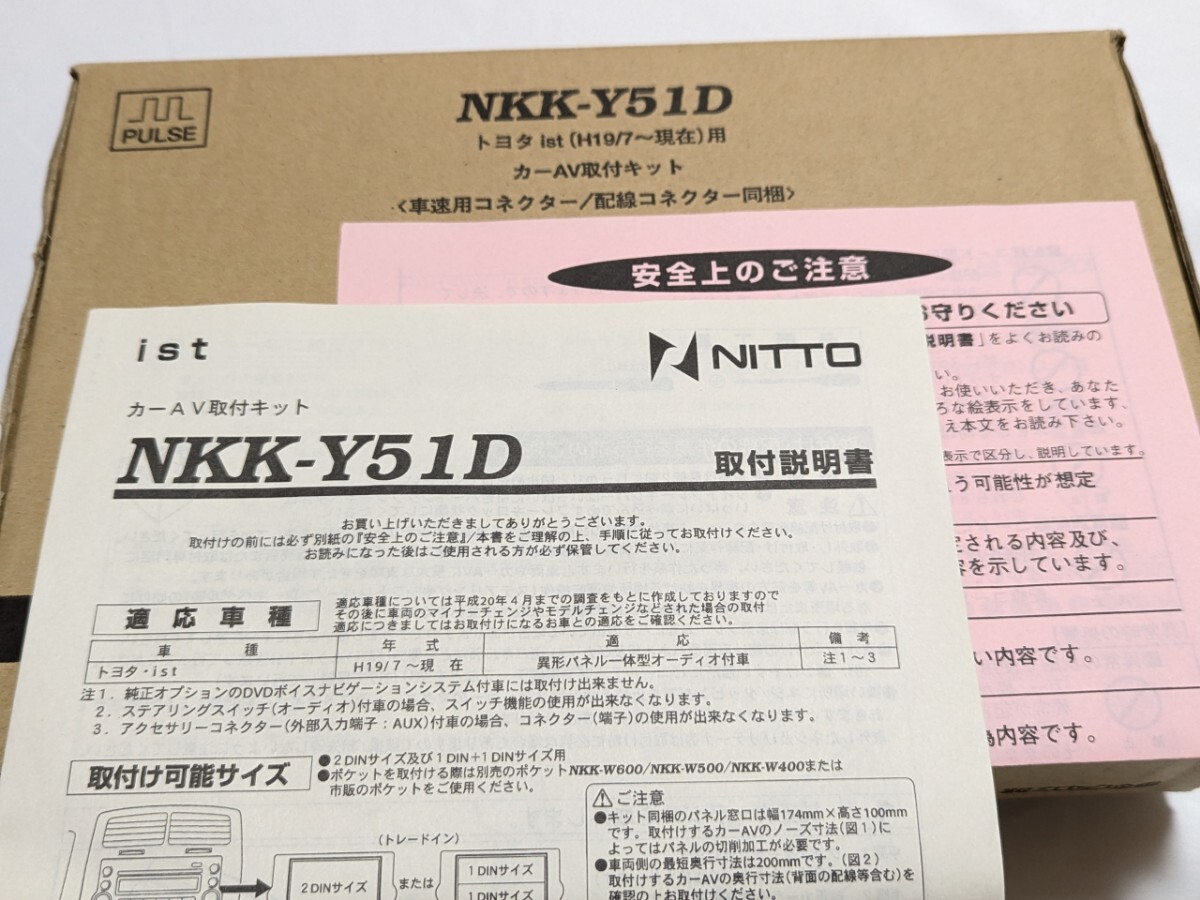 PULSE
NKK-Y51D
トヨタ ist (H19/7～現在)用
カーAV取付キット
〈車速用コネクター/配線コネクター同梱〉
安全上のご注意
お守りください
説明書」をよくお読みの
い。
お使いいただき、あなた
ろな絵表示をしています、
え本文をお読み下さい。
表示で区分し、説明しています。
う可能性が想定
定される内容及び、
容を示しています。
い内容です。
内容です。
ist
NITTO
カーAV取付キット
NKK-Y51D
取付説明書
お買い上げいただきましてありがとうございます。
取付けの前には必ず別紙の『安全上のご注意』/本書をご理解の上、手順に従ってお取付けください。
お読みになった後はご使用される方が必ず保管してください。
適応車種
適応車種については平成20年4月までの調査をもとに作成しておりますので
その後に車両のマイナーチェンジやモデルチェンジなどされた場合の取付
適応につきましてはお取付けになるお車との適応をご確認ください。
車 種 年 式 適 応 備 考
トヨタ・ist H19/7～現 在 異形パネル一体型オーディオ付車 注1～3
注1. 純正オプションのDVDボイスナビゲーションシステム付車には取付け出来ません。
2. ステアリングスイッチ(オーディオ)付車の場合、スイッチ機能の使用が出来なくなります。
3. アクセサリーコネクター(外部入力端子:AUX)付車の場合、コネクター(端子)の使用が出来なくなります。
取付け可能サイズ
●2DINサイズ及び1DIN+1DINサイズ用
●ポケットを取付ける際は別売のポケットNKK-W600/NKK-W500/NKK-W400または
市販のポケットをご使用ください。
(トレードイン)
2DINサイズ
または
1DINサイズ
1DINサイズ
⚠ご注意
●キット同梱のパネル窓口は幅174mm×高さ100mm
です。取付けするカーAVのノーズ寸法(図1)に
よってはパネルの切削加工が必要です。
●車両側の最短奥行寸法は200mmです。(図2)
取付けするカーAVの奥行寸法(背面の配線等含む)を
確認の上お取付けください。